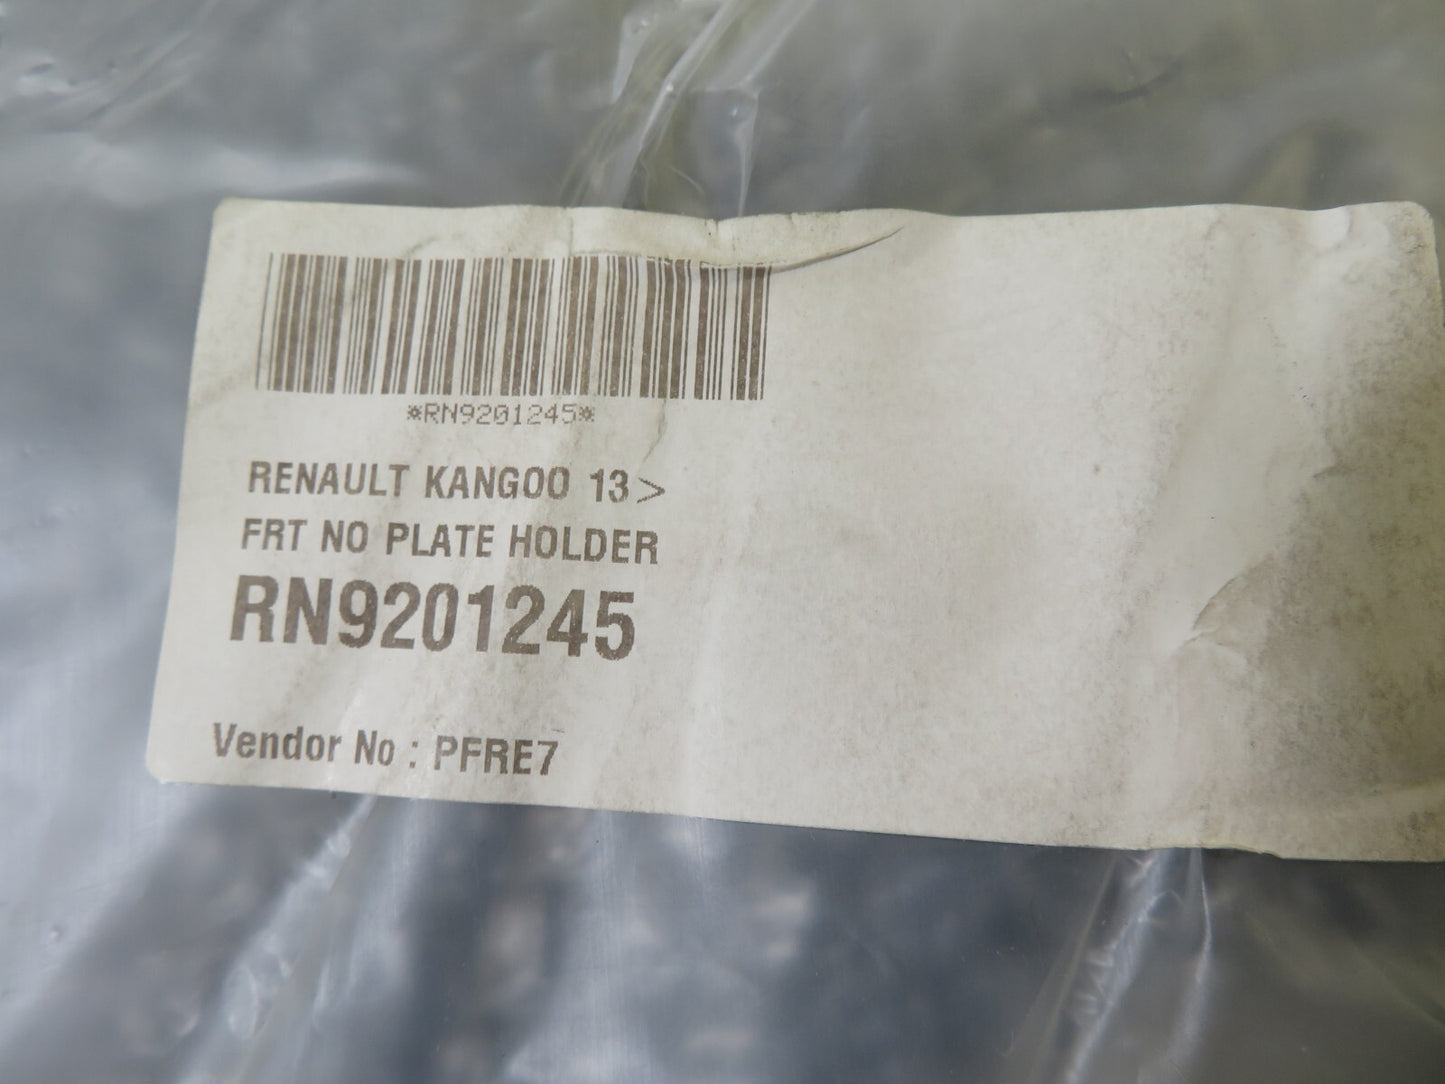 *RN9201245*
RENAULT KANGOO 13>
FRT NO PLATE HOLDER
RN9201245
Vendor No : PFRE7